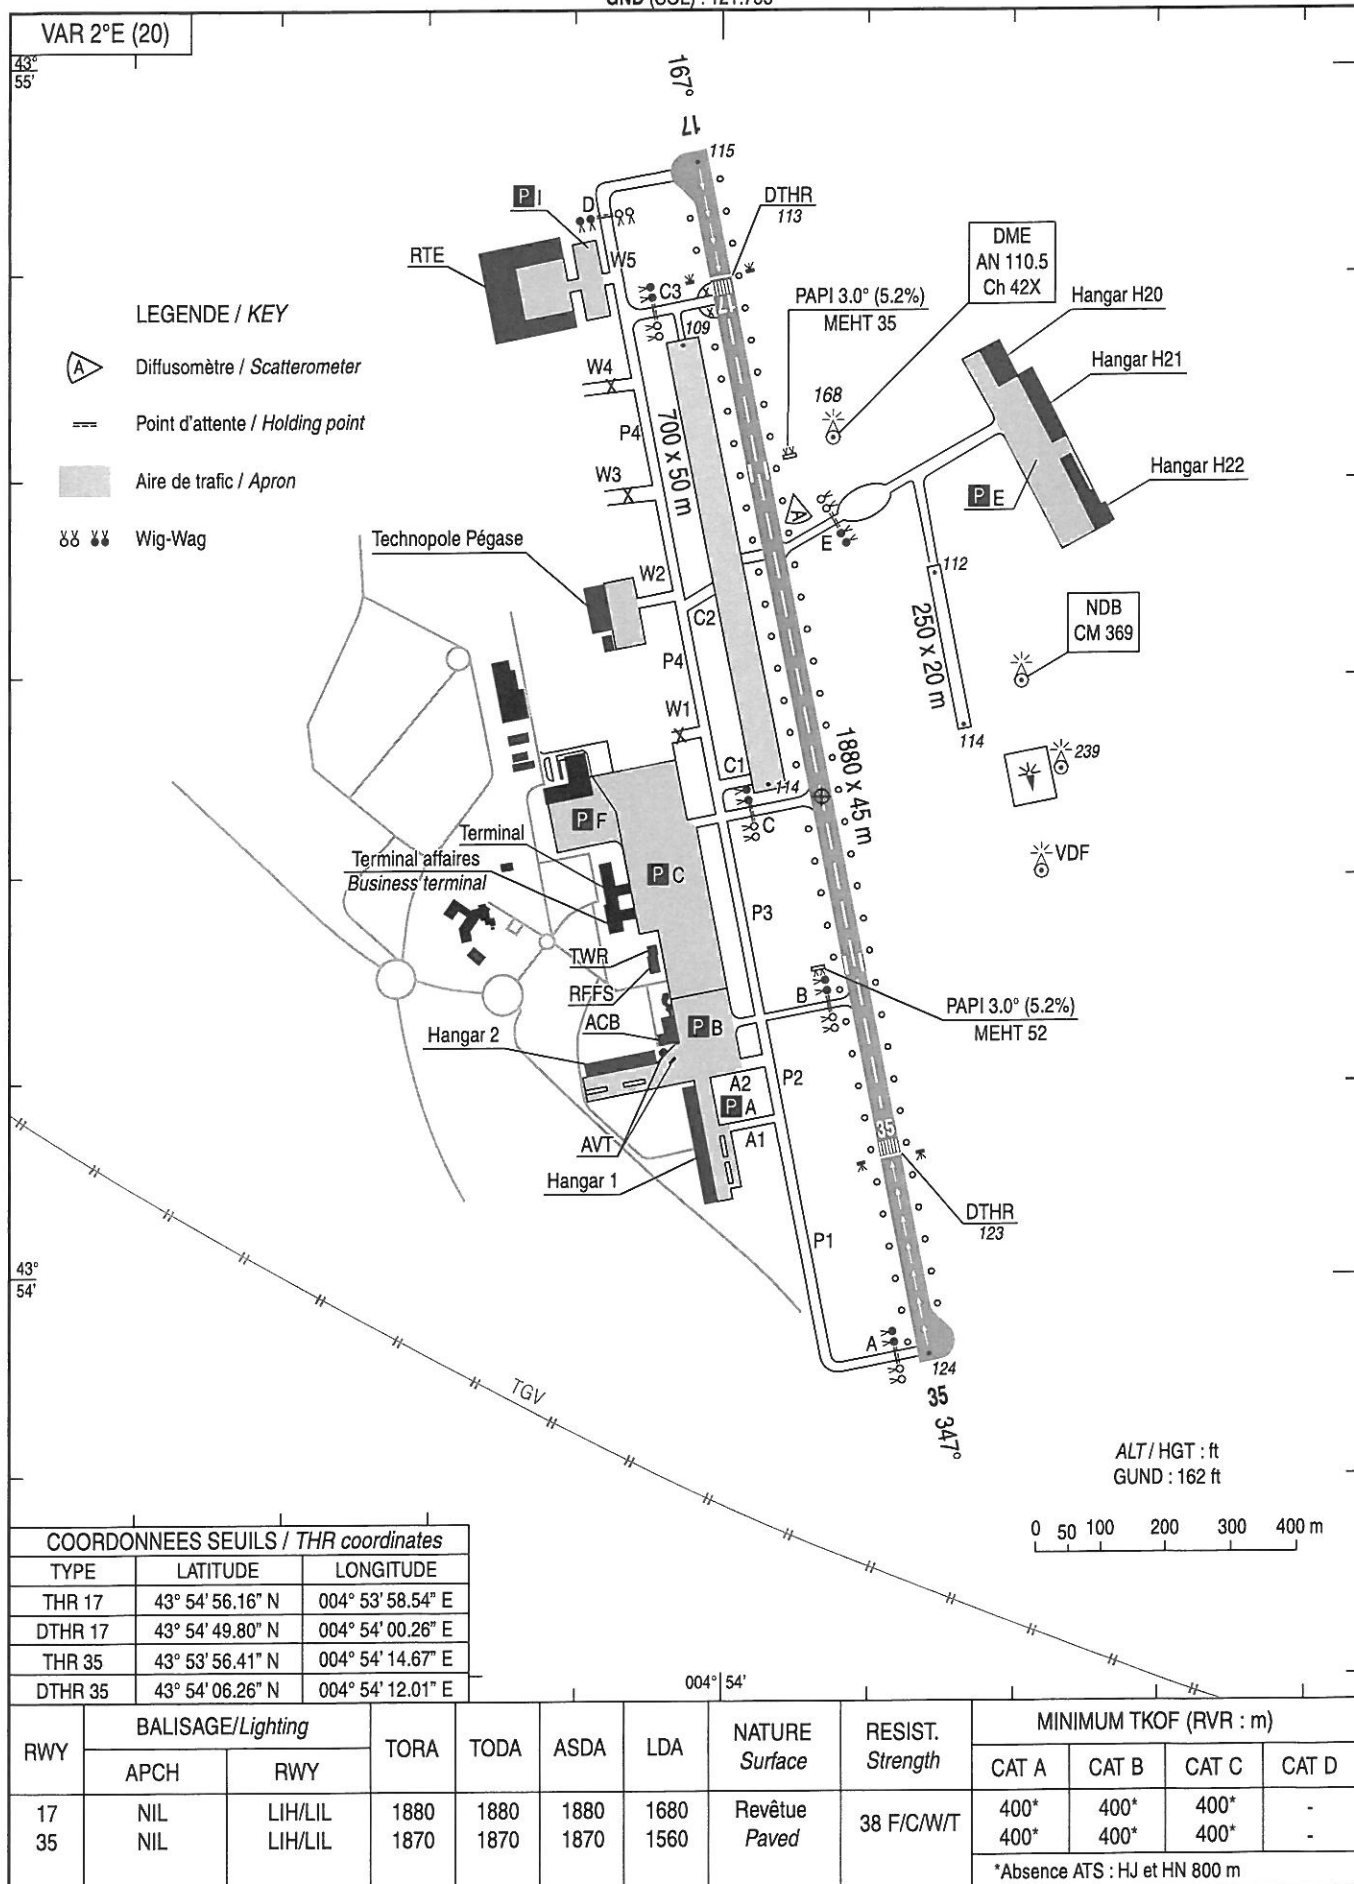 VAR 2°E (20)
43°
55'
167°
17
115
DTHR
113
P I
D
RTE
W5
C3
109
DME
AN 110.5
Ch 42X
PAPI 3.0° (5.2%)
MEHT 35
Hangar H20
Hangar H21
Hangar H22
168
LEGENDE / KEY
A Diffusomètre / Scatterometer
Point d'attente / Holding point
Aire de trafic / Apron
Wig-Wag
W4
P4
W3
700 x 50 m
A
E
P E
Technopole Pégase
W2
C2
P4
W1
C1
114
112
250 x 20 m
114
NDB
CM 369
239
VDF
1880 x 45 m
C
P F
Terminal
Terminal affaires
Business terminal
P C
P3
TWR
RFFS
ACB
Hangar 2
P B
B
PAPI 3.0° (5.2%)
MEHT 52
A2
P2
P A
A1
AVT
Hangar 1
35
DTHR
123
P1
43°
54'
A
124
35
347°
TGV
ALT / HGT : ft
GUND : 162 ft
0 50 100 200 300 400 m
COORDONNEES SEUILS / THR coordinates
TYPE LATITUDE LONGITUDE
THR 17 43° 54' 56.16" N 004° 53' 58.54" E
DTHR 17 43° 54' 49.80" N 004° 54' 00.26" E
THR 35 43° 53' 56.41" N 004° 54' 14.67" E
DTHR 35 43° 54' 06.26" N 004° 54' 12.01" E
004° 54'
RWY BALISAGE/Lighting TORA TODA ASDA LDA NATURE Surface RESIST. Strength MINIMUM TKOF (RVR : m)
APCH RWY CAT A CAT B CAT C CAT D
17 NIL LIH/LIL 1880 1880 1880 1680 Revêtue 38 F/C/W/T 400* 400* 400* -
35 NIL LIH/LIL 1870 1870 1870 1560 Paved 400* 400* 400* -
*Absence ATS : HJ et HN 800 m